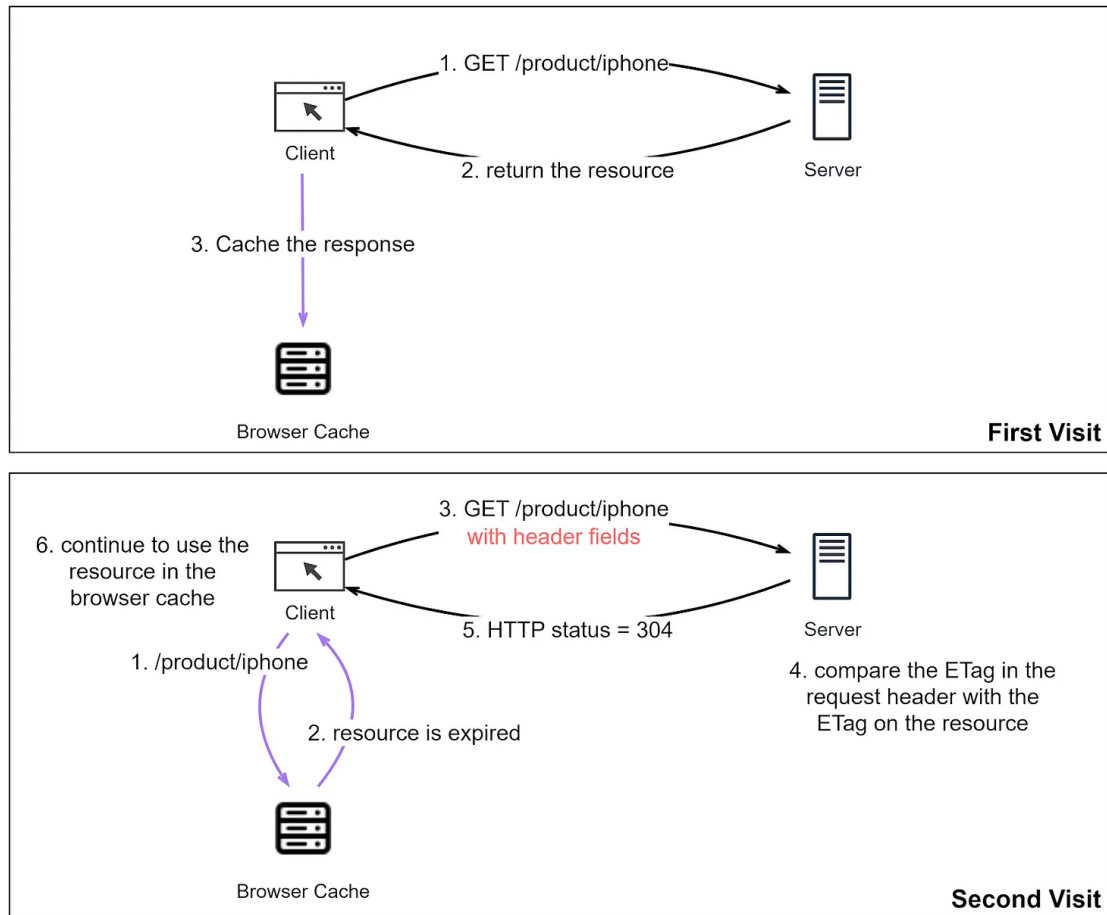 1. GET /product/iphone
Client
2. return the resource
Server
3. Cache the response
Browser Cache
First Visit
3. GET /product/iphone
with header fields
6. continue to use the
resource in the
browser cache
Client
5. HTTP status = 304
Server
1. /product/iphone
4. compare the ETag in the
request header with the
ETag on the resource
2. resource is expired
Browser Cache
Second Visit